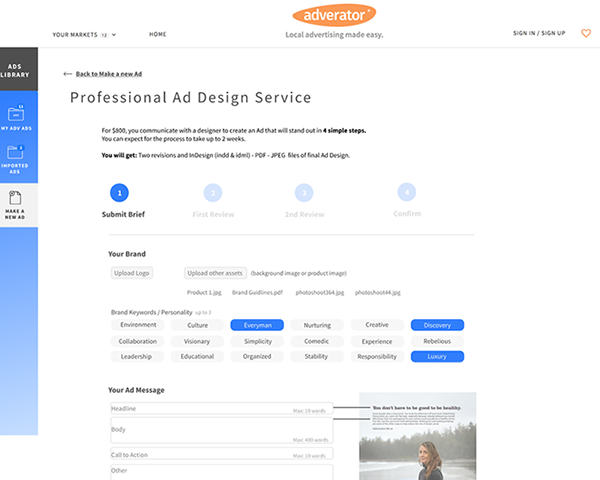 adverator
Local advertising made easy.
YOUR MARKETS
HOME
SIGN IN / SIGN UP
ADS
LIBRARY
MY ADV ADS
IMPORTED
ADS
MAKE A
NEW AD
← Back to Make a new Ad
Professional Ad Design Service
For $800, you communicate with a designer to create an Ad that will stand out in 4 simple steps.
You can expect for the process to take up to 2 weeks.
You will get: Two revisions and InDesign (indd & idml) - PDF - JPEG files of final Ad Design.
1 2 3 4
Submit Brief First Review 2nd Review Confirm
Your Brand
Upload Logo Upload other assets (background image or product image)
Product 1.jpg Brand Guidlines.pdf photoshoot364.jpg photoshoot44.jpg
Brand Keywords / Personality up to 3
Environment Culture Everyman Nurturing Creative Discovery
Collaboration Visionary Simplicity Comedic Experience Rebelious
Leadership Educational Organized Stability Responsibility Luxury
Your Ad Message
Headline
Max: 10 words
You don't have to be good to be healthy.
Body
Max: 400 words
Call to Action
Max: 10 words
Other